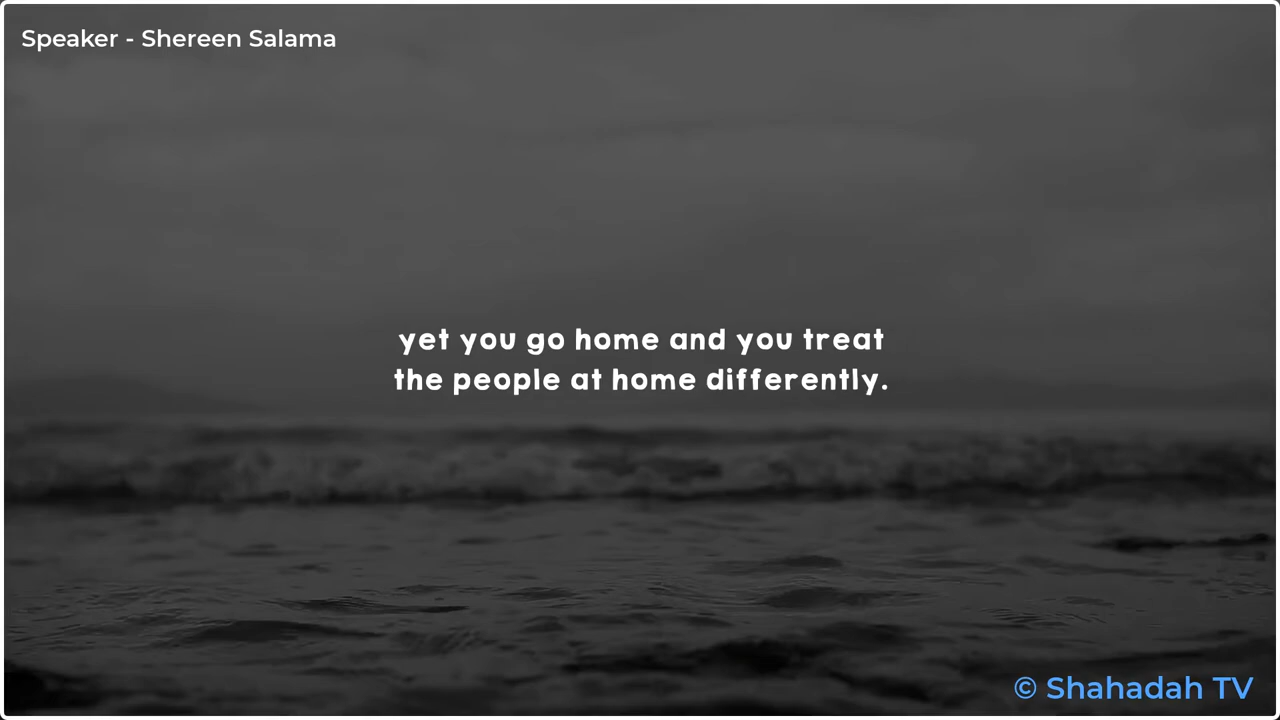 Speaker - Shereen Salama
yet you go home and you treat
the people at home differently.
© Shahadah TV